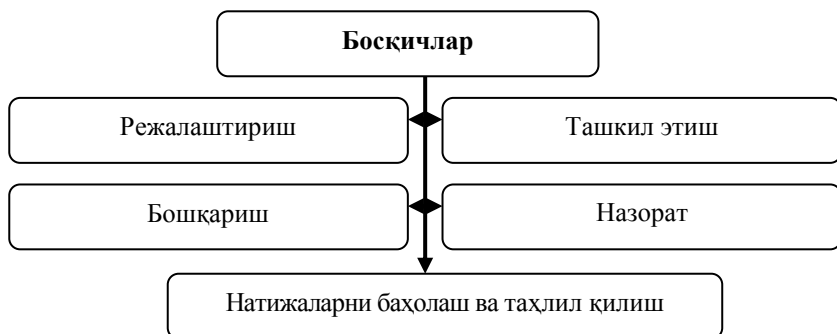 Босқичлар
Режалаштириш
Ташкил этиш
Бошқариш
Назорат
Натижаларни баҳолаш ва таҳлил қилиш